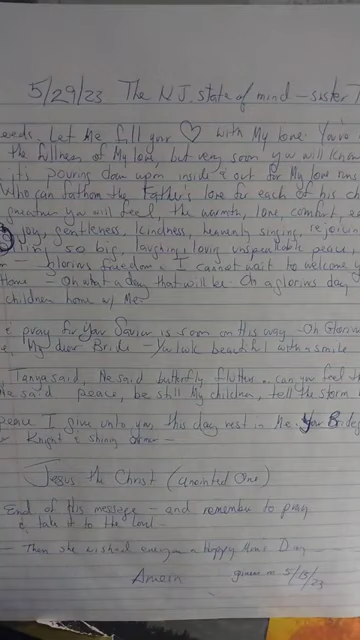 5/29/23 The NJ. state of mind - sister
eeds. Let Me fill your ♡ with My love. You've
the fullness of My love, but very soon you will know
it's pouring down upon inside & out for My love runs
Who can fathom the Father's love for each of his ch
greater you will feel, the warmth, love, comfort,
joy, gentleness, kindness, heavenly singing, rejoicing
so big, laughing, loving unspeakable peace,
- glorious freedom & I cannot wait to welcome y
Home - Oh what a day that will be. Oh a glorious day
children home w/ Me
& pray for Your Savior is soon on His way - Oh Glorious
e, My dear Bride - You look beautiful with a smile
Tanya said, He said butterfly flutter .. can you feel th
He said peace, be still My children, tell the storm
peace I give unto you this day rest in Me. Your Brideg
r Knight & shining armor -
Jesus the Christ (anointed One)
End of His message - and remember to pray
& take it to the Lord -
- Then she wished everyone a Happy Moms Day
Amein given on 5/15/23